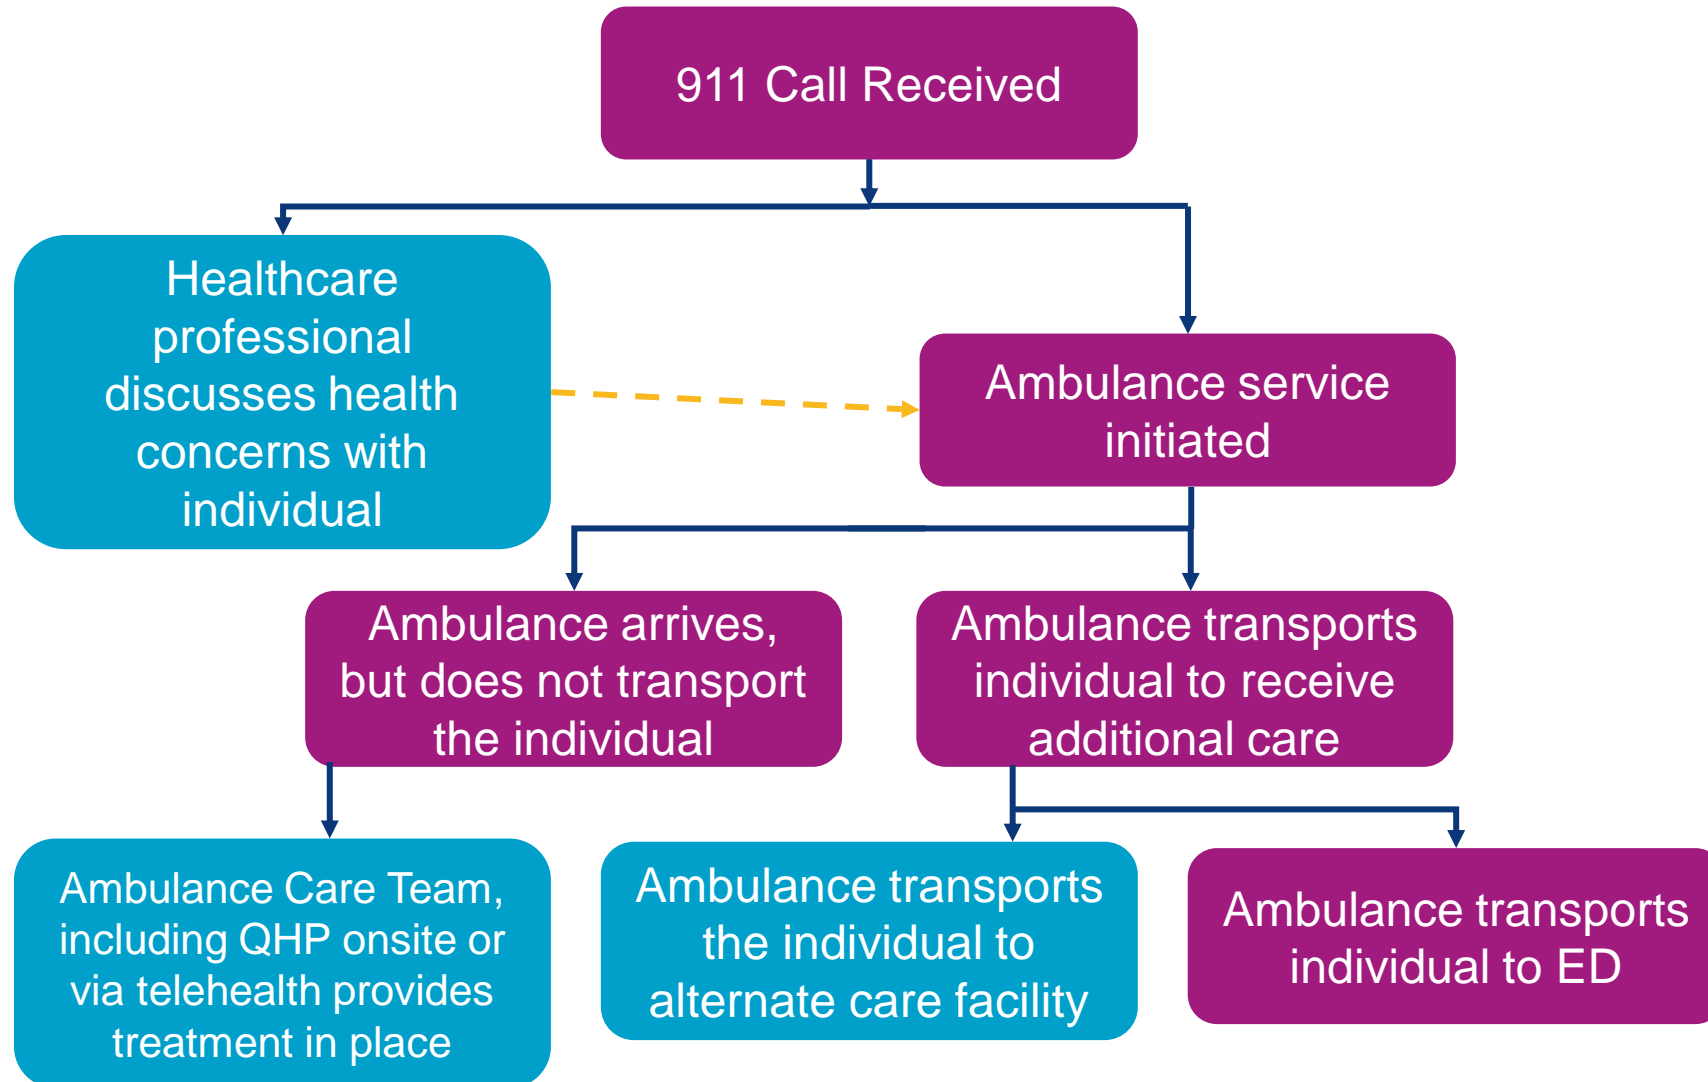 911 Call Received
Healthcare
professional
discusses health
concerns with
individual
Ambulance service
initiated
Ambulance arrives,
but does not transport
the individual
Ambulance transports
individual to receive
additional care
Ambulance Care Team,
including QHP onsite or
via telehealth provides
treatment in place
Ambulance transports
the individual to
alternate care facility
Ambulance transports
individual to ED